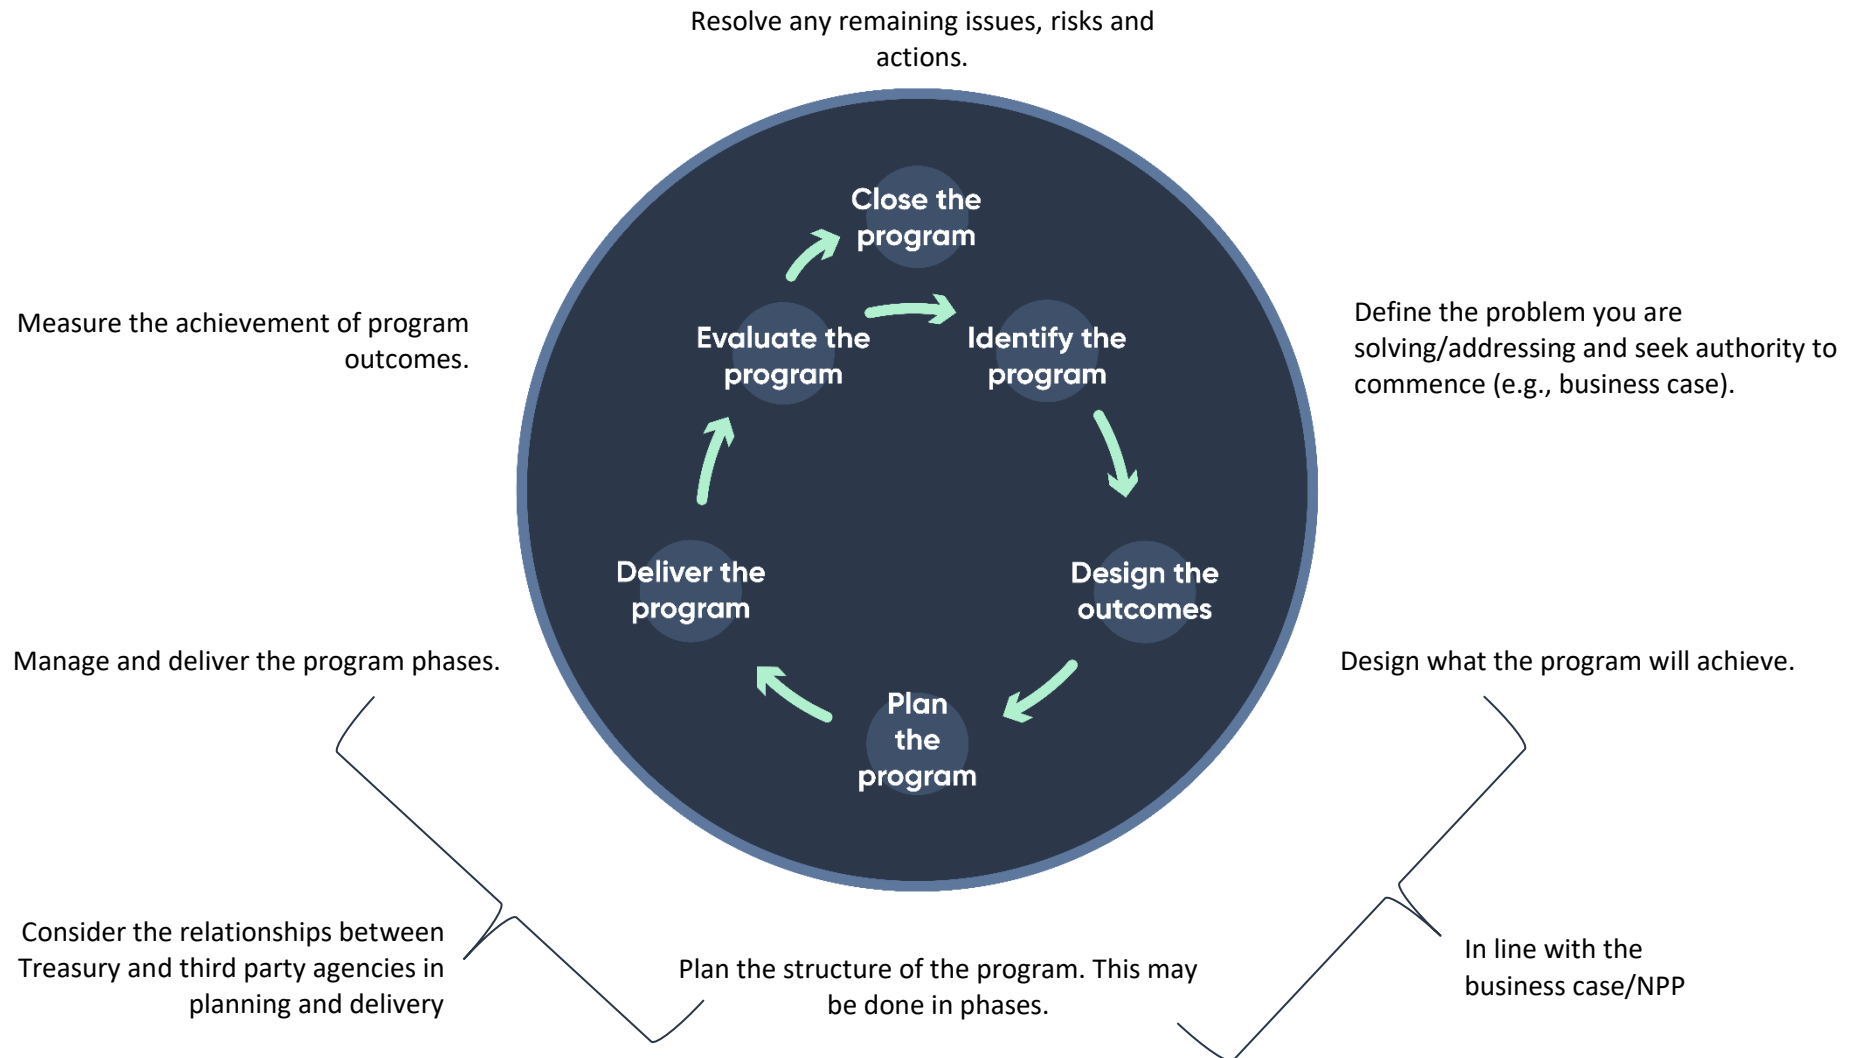 Resolve any remaining issues, risks and
actions.
Close the
program
Measure the achievement of program
outcomes.
Evaluate the
program
Identify the
program
Define the problem you are
solving/addressing and seek authority to
commence (e.g., business case).
Deliver the
program
Design the
outcomes
Manage and deliver the program phases.
Design what the program will achieve.
Plan
the
program
Consider the relationships between
Treasury and third party agencies in
planning and delivery
Plan the structure of the program. This may
be done in phases.
In line with the
business case/NPP